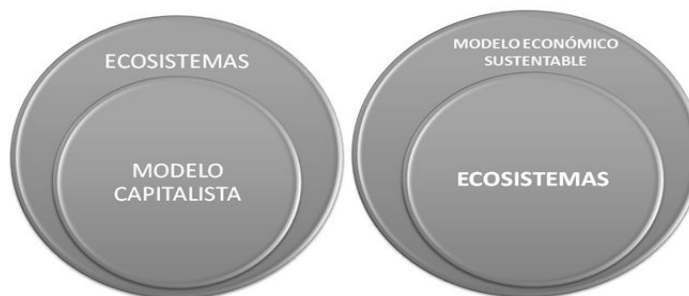 ECOSISTEMAS
MODELO
CAPITALISTA
MODELO ECONÓMICO
SUSTENTABLE
ECOSISTEMAS